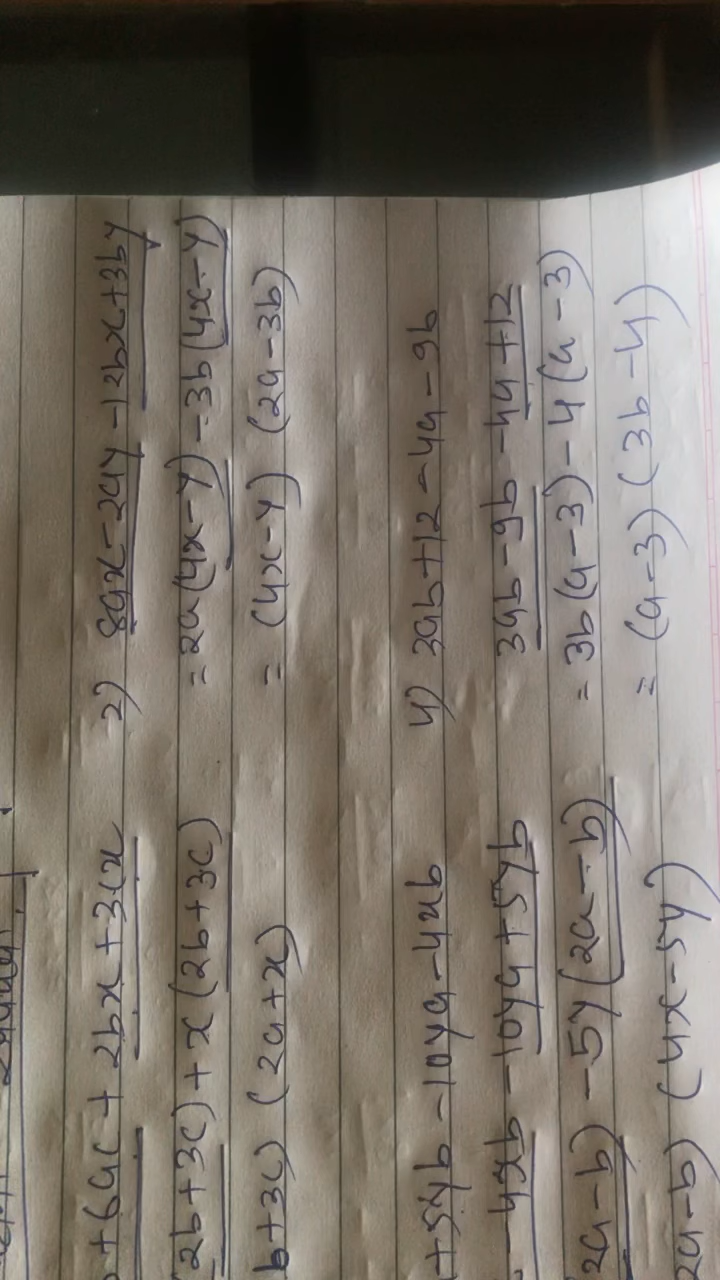 +6ac + 2bx + 3cx
2b+3c) + x (2b+3c)
b+3c) (2a+x)
2) 8ax - 2ay - 12bx + 3by
= 2a(4x-y) - 3b(4x-y)
= (4x-y) (2a-3b)
+5yb - 10ya - 4xb
- 4xb - 10ya + 5yb
2a-b) - 5y(2a-b)
2a-b) (4x-5y)
4) 3ab+12-4a-9b
3ab-9b-4a+12
= 3b(a-3) - 4(a-3)
= (a-3) (3b-4)